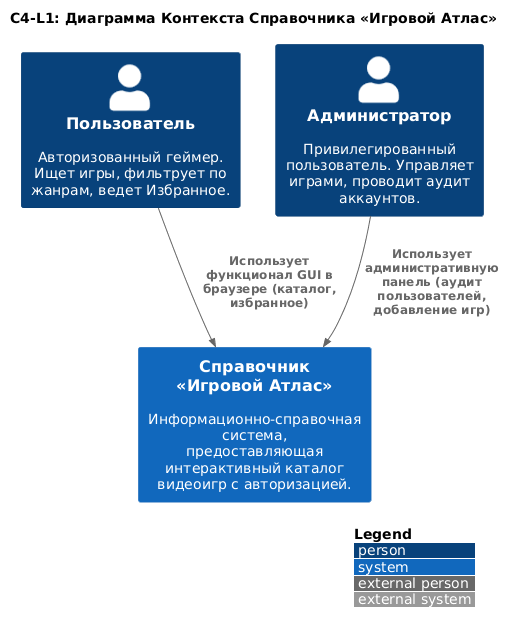 C4-L1: Диаграмма Контекста Справочника «Игровой Атлас»
Пользователь
Авторизованный геймер.
Ищет игры, фильтрует по
жанрам, ведет Избранное.
Администратор
Привилегированный
пользователь. Управляет
играми, проводит аудит
аккаунтов.
Использует
функционал GUI в
браузере (каталог,
избранное)
Использует
административную
панель (аудит
пользователей,
добавление игр)
Справочник
«Игровой Атлас»
Информационно-справочная
система,
предоставляющая
интерактивный каталог
видеоигр с авторизацией.
Legend
person
system
external person
external system